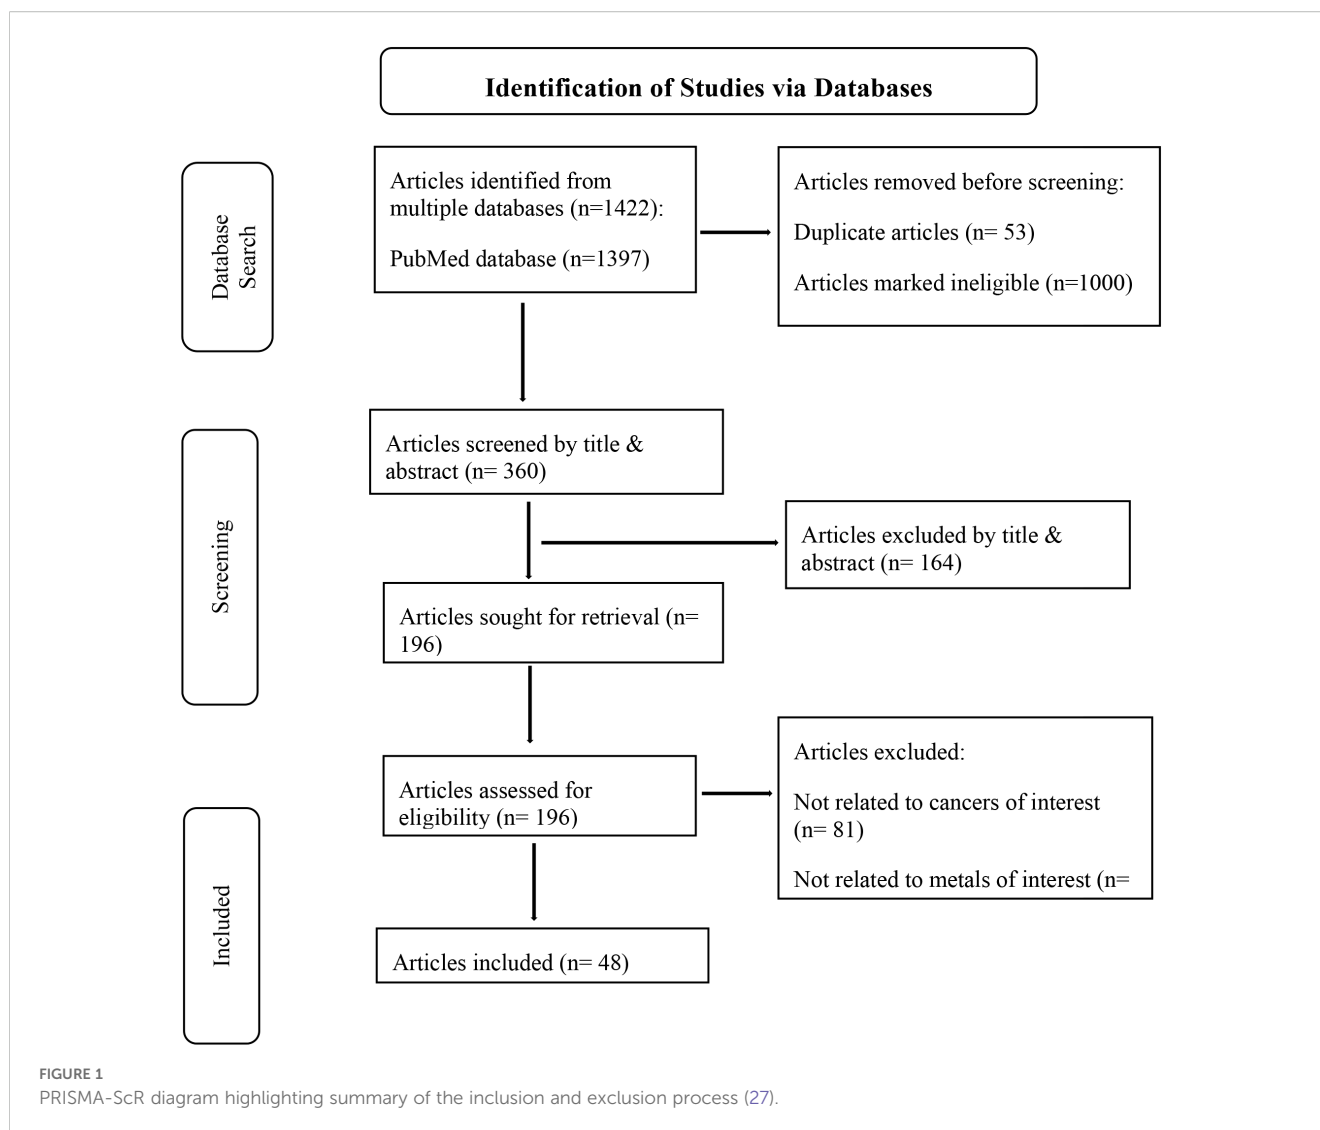 Identification of Studies via Databases
Database
Search
Articles identified from
multiple databases (n=1422):
PubMed database (n=1397)
Articles removed before screening:
Duplicate articles (n= 53)
Articles marked ineligible (n=1000)
Screening
Articles screened by title &
abstract (n= 360)
Articles excluded by title &
abstract (n= 164)
Articles sought for retrieval (n=
196)
Included
Articles assessed for
eligibility (n= 196)
Articles excluded:
Not related to cancers of interest
(n= 81)
Not related to metals of interest (n=
Articles included (n= 48)
FIGURE 1
PRISMA-ScR diagram highlighting summary of the inclusion and exclusion process (27).